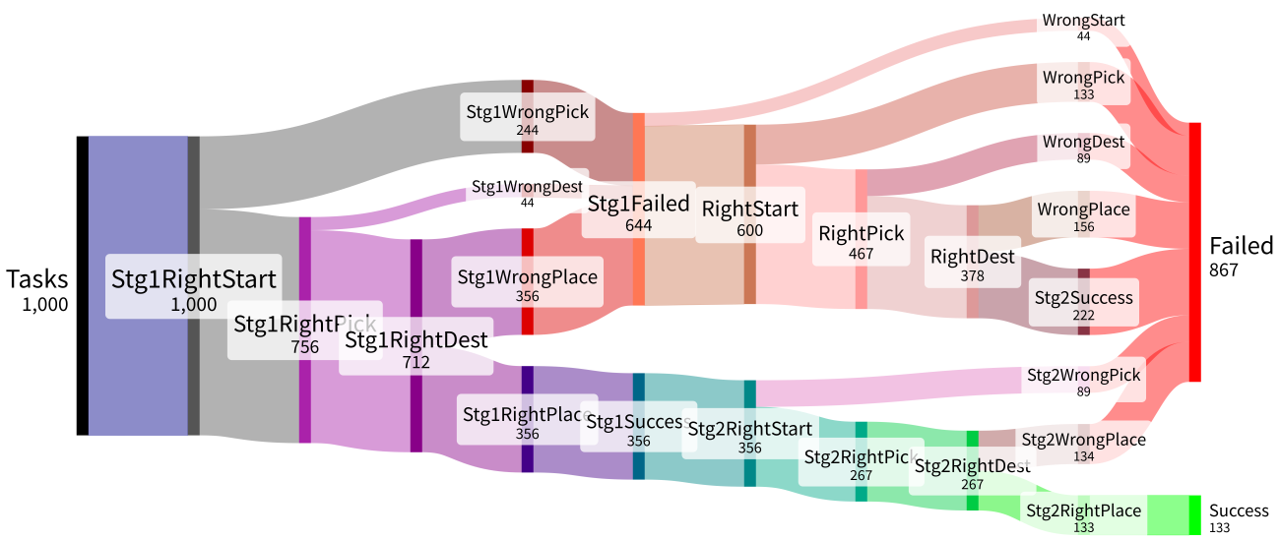 Tasks
1,000
Stg1RightStart
1,000
Stg1RightPick
756
Stg1RightDest
712
Stg1WrongPick
244
Stg1WrongDest
44
Stg1WrongPlace
356
Stg1RightPlace
356
Stg1Failed
644
Stg1Success
356
RightStart
600
Stg2RightStart
356
RightPick
467
Stg2RightPick
267
RightDest
378
Stg2RightDest
267
WrongStart
44
WrongPick
133
WrongDest
89
WrongPlace
156
Stg2Success
222
Stg2WrongPick
89
Stg2WrongPlace
134
Stg2RightPlace
133
Failed
867
Success
133